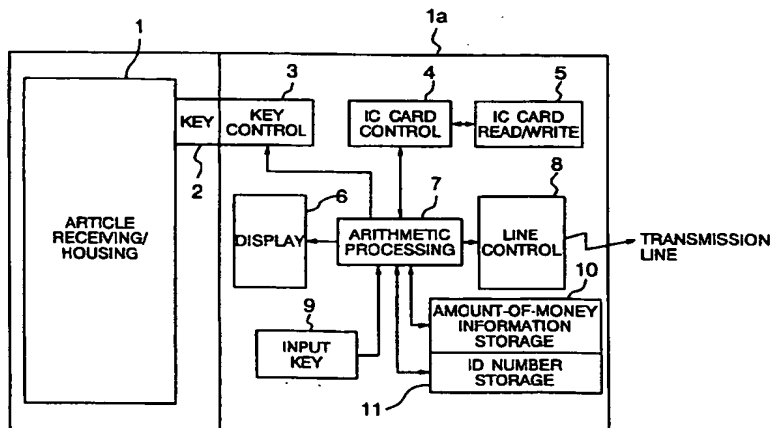 1
1a
3
4
5
KEY
KEY CONTROL
IC CARD CONTROL
IC CARD READ/WRITE
2
6
7
8
ARTICLE RECEIVING/ HOUSING
DISPLAY
ARITHMETIC PROCESSING
LINE CONTROL
TRANSMISSION LINE
9
10
INPUT KEY
AMOUNT-OF-MONEY INFORMATION STORAGE
ID NUMBER STORAGE
11